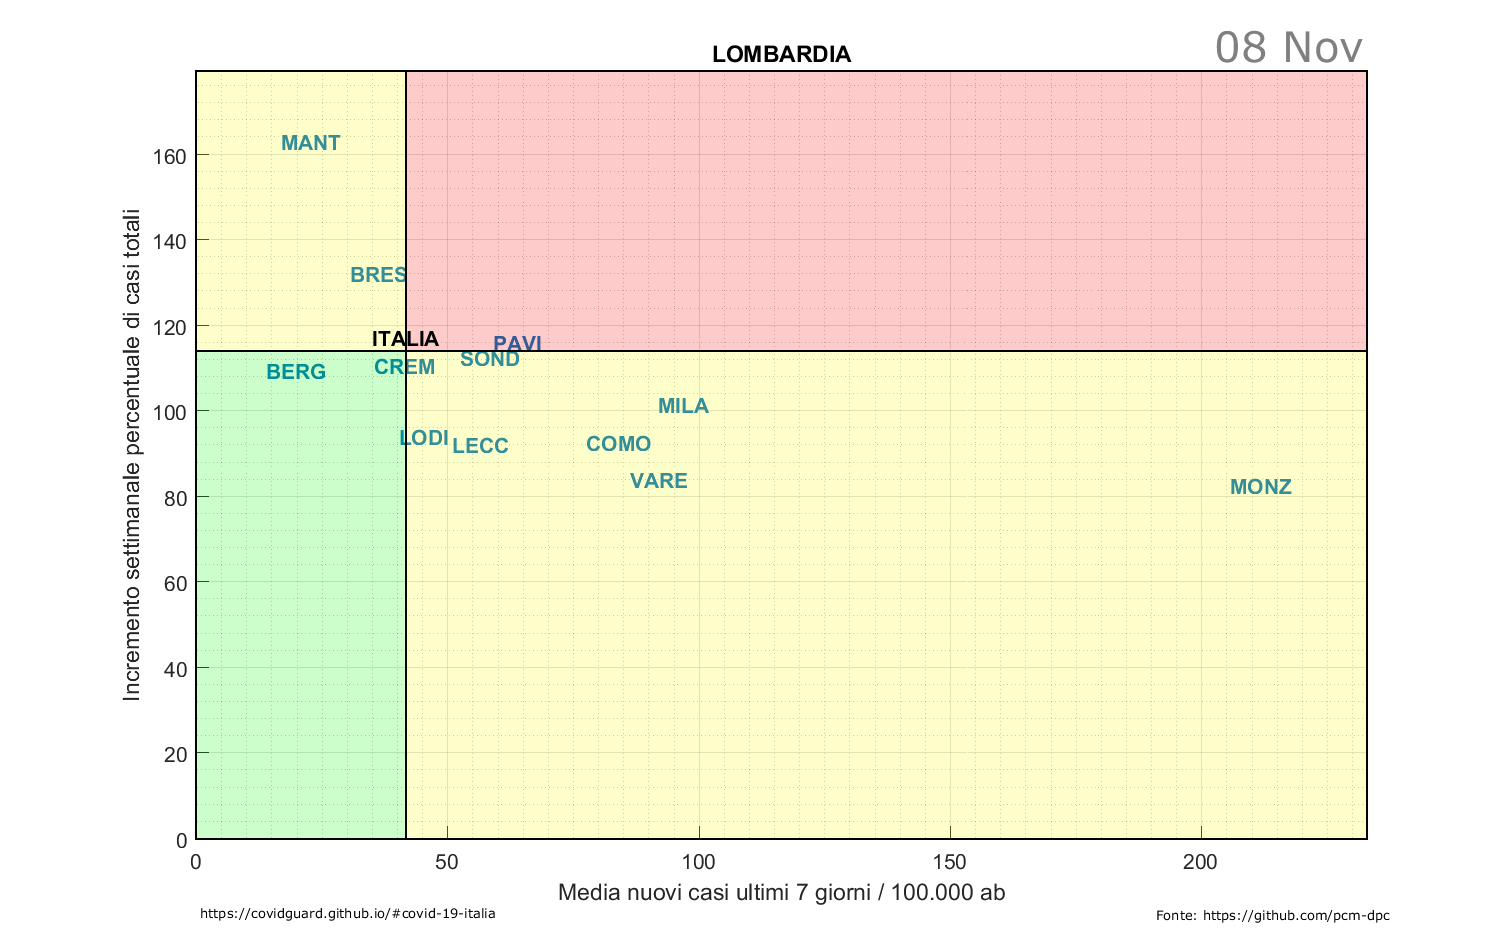 08 Nov
LOMBARDIA
Incremento settimanale percentuale di casi totali
160
140
120
100
80
60
40
20
0
MANT
BRES
ITALIA
PAVI
SOND
CREM
BERG
MILA
LODI
LECC
COMO
VARE
MONZ
0
50
100
150
200
Media nuovi casi ultimi 7 giorni / 100.000 ab
https://covidguard.github.io/#covid-19-italia
Fonte: https://github.com/pcm-dpc